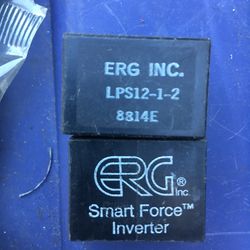 ERG INC.
LPS12-1-2
8814E
ERG® Inc.
Smart Force™
Inverter